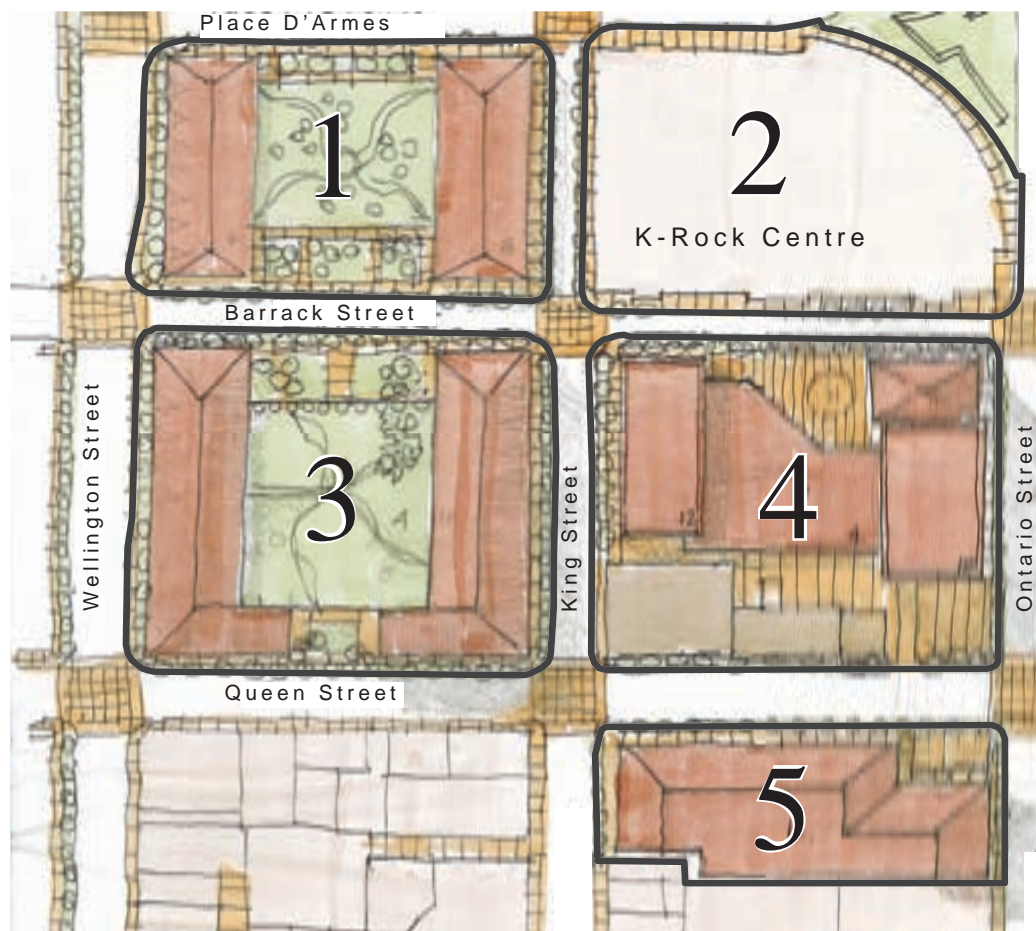 Place D'Armes
1
2
K-Rock Centre
Barrack Street
Wellington Street
3
King Street
4
Ontario Street
12
Queen Street
5